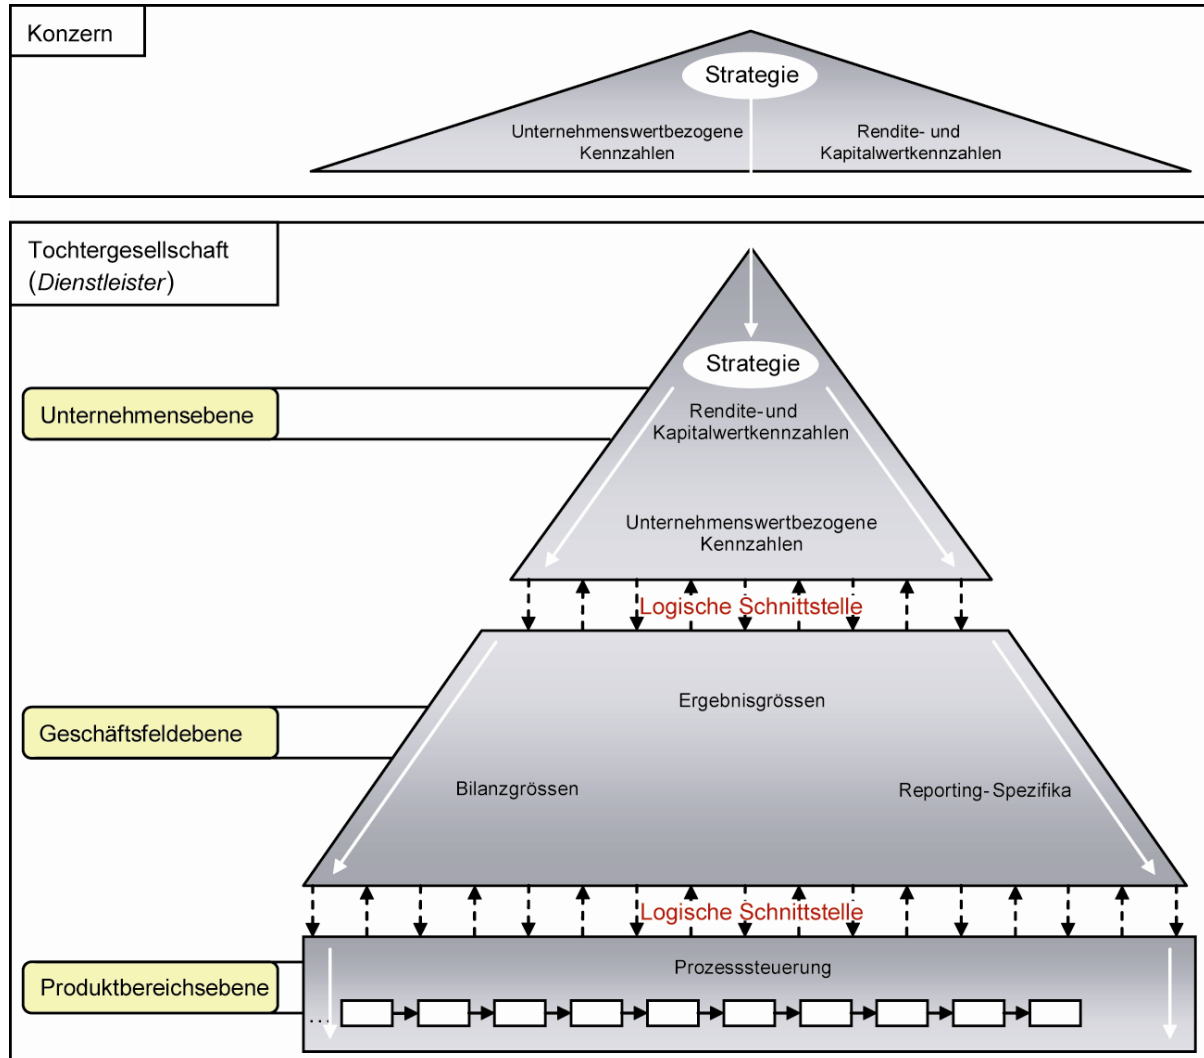 Konzern
Strategie
Unternehmenswertbezogene
Kennzahlen
Rendite- und
Kapitalwertkennzahlen
Tochtergesellschaft
(Dienstleister)
Strategie
Unternehmensebene
Rendite-und
Kapitalwertkennzahlen
Unternehmenswertbezogene
Kennzahlen
Logische Schnittstelle
Ergebnisgrössen
Geschäftsfeldebene
Bilanzgrössen
Reporting-Spezifika
Logische Schnittstelle
Prozesssteuerung
Produktbereichsebene
...